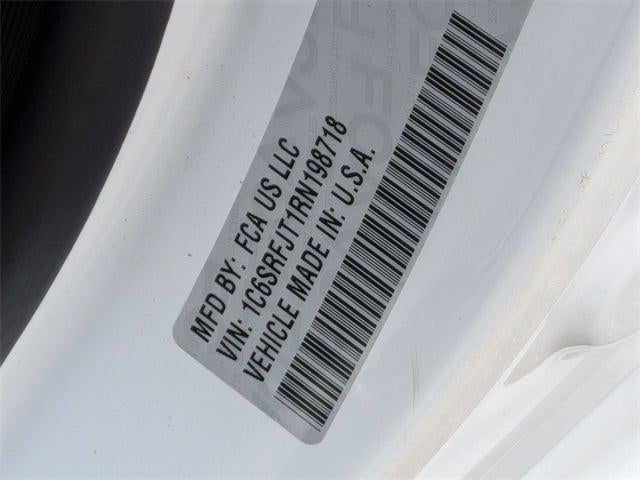 MFD BY: FCA US LLC
VIN: 1C6SRFJT1RN198718
VEHICLE MADE IN: U.S.A.